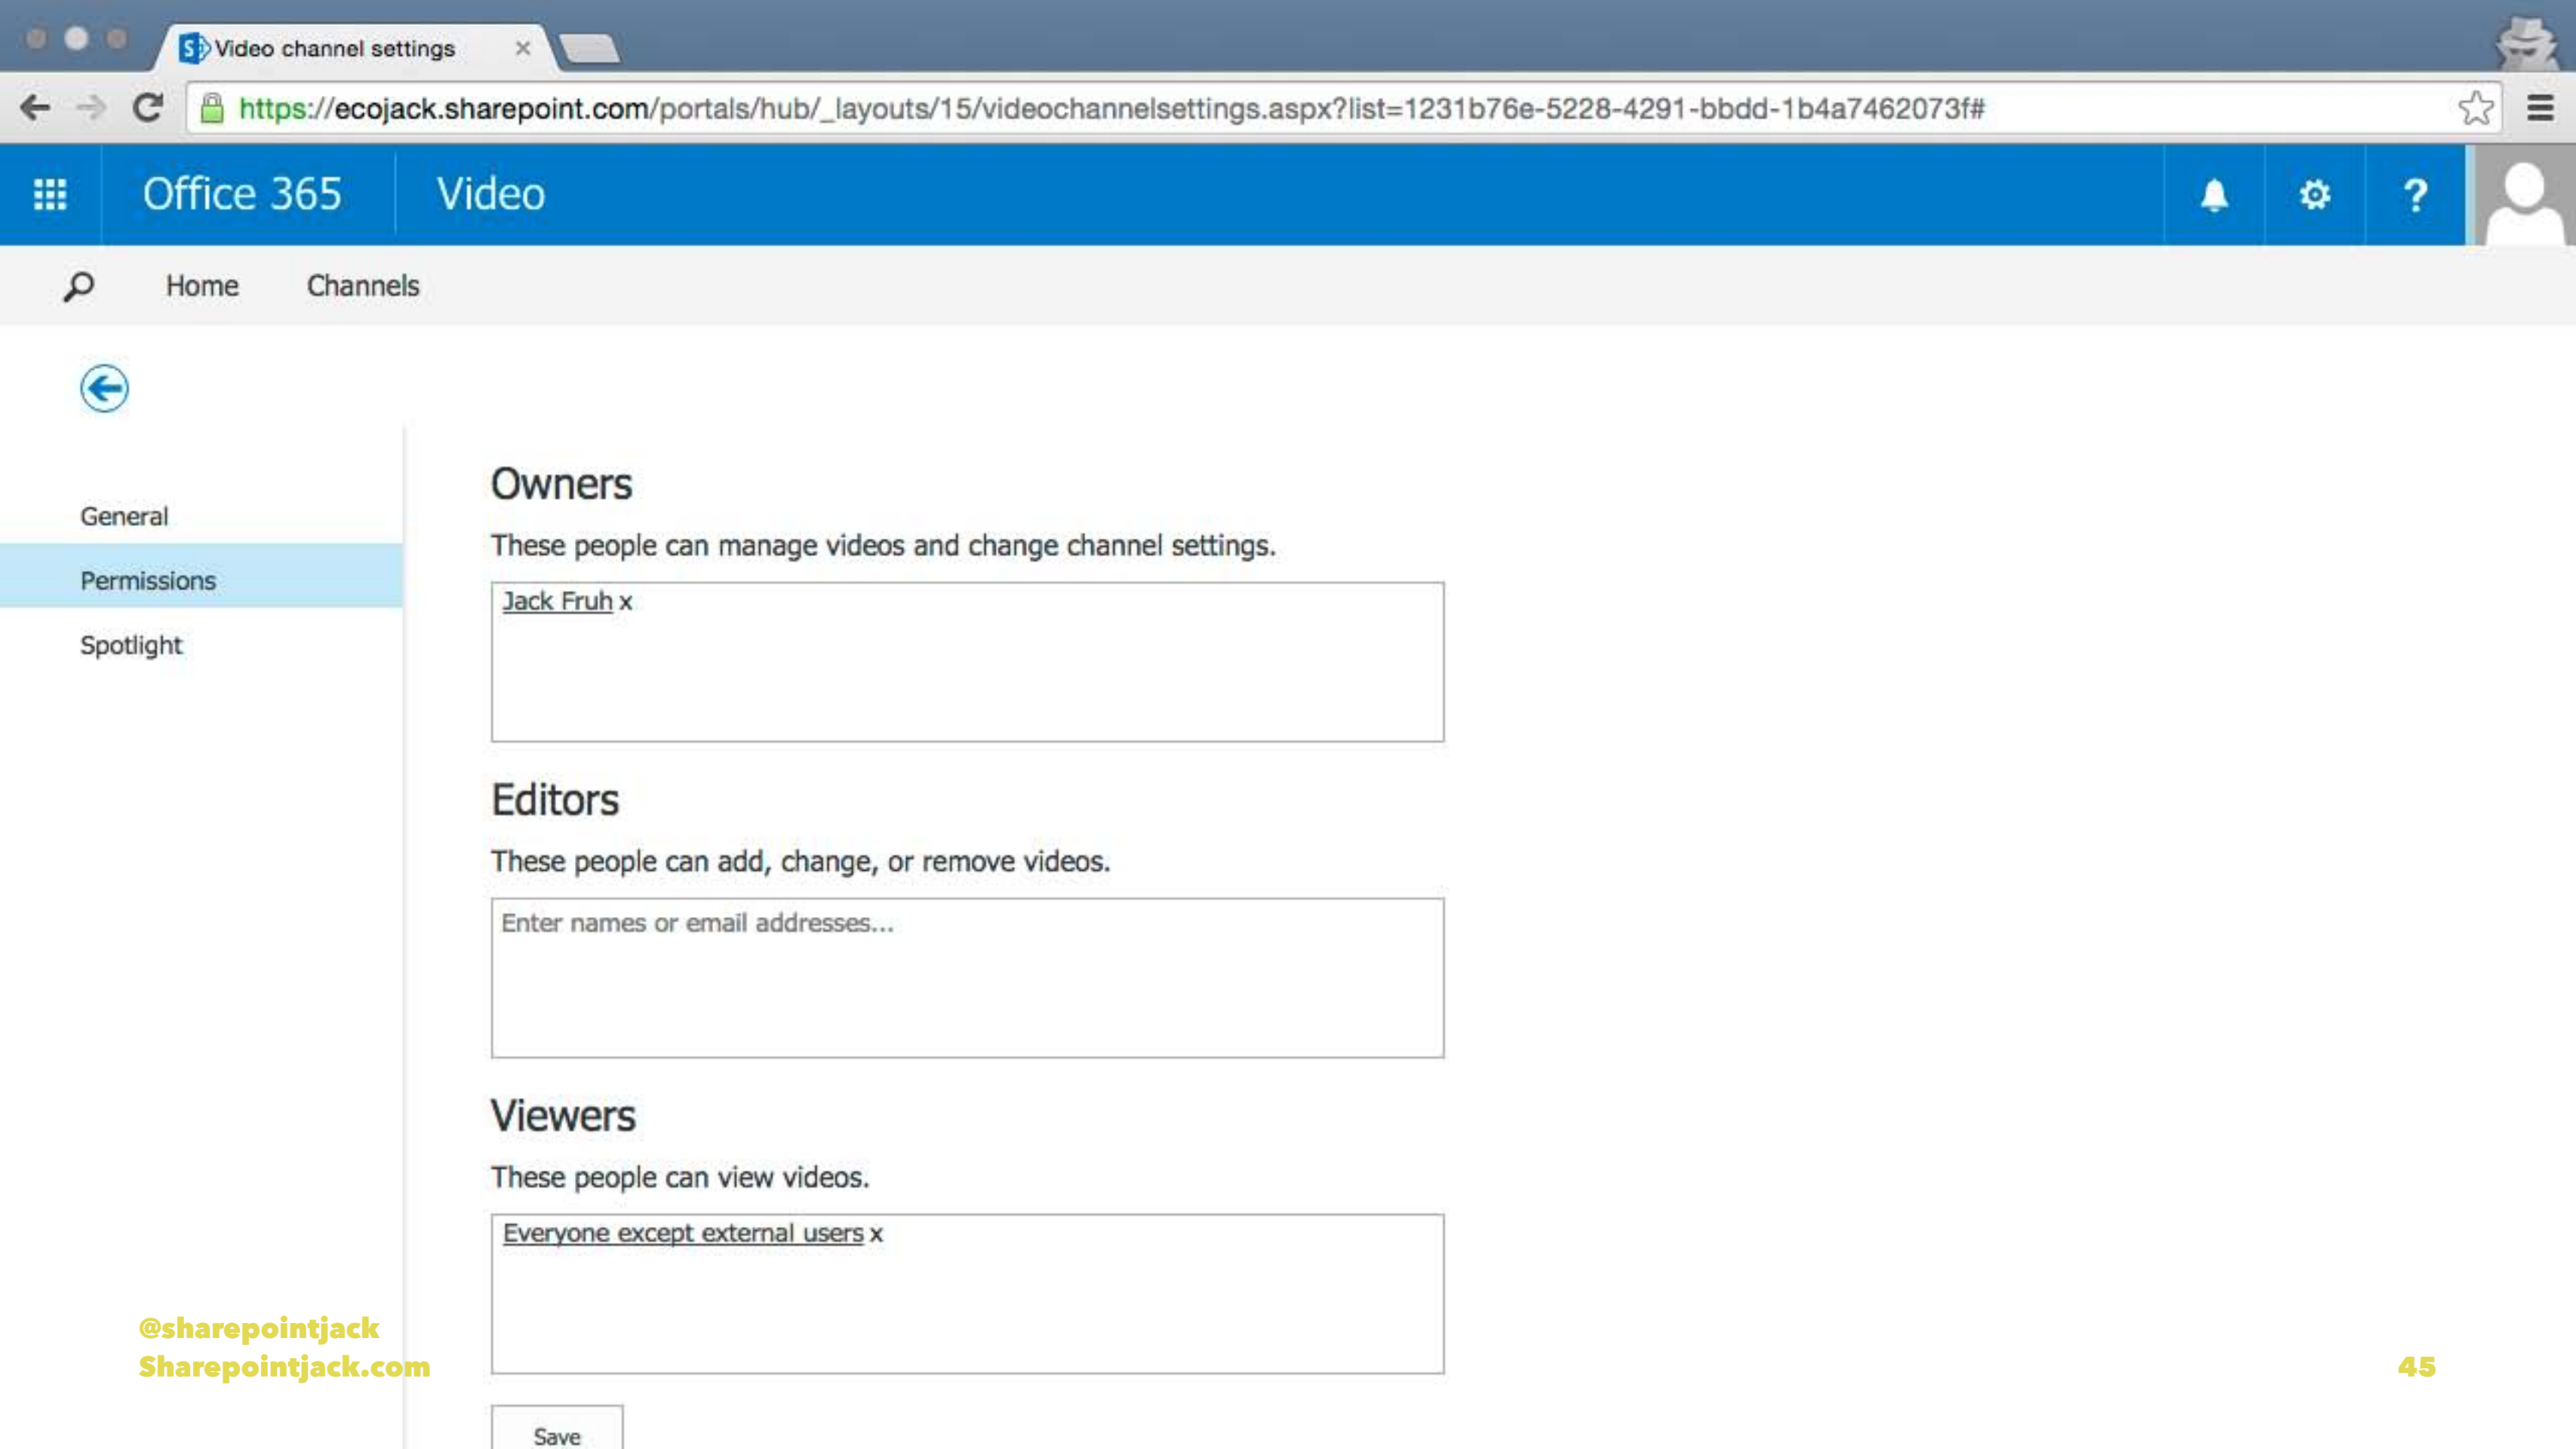 Video channel settings
https://ecojack.sharepoint.com/portals/hub/_layouts/15/videochannelsettings.aspx?list=1231b76e-5228-4291-bbdd-1b4a7462073f#
Office 365 Video
Home Channels
General
Permissions
Spotlight
Owners
These people can manage videos and change channel settings.
Jack Fruh x
Editors
These people can add, change, or remove videos.
Enter names or email addresses...
Viewers
These people can view videos.
Everyone except external users x
Save
@sharepointjack
Sharepointjack.com
45